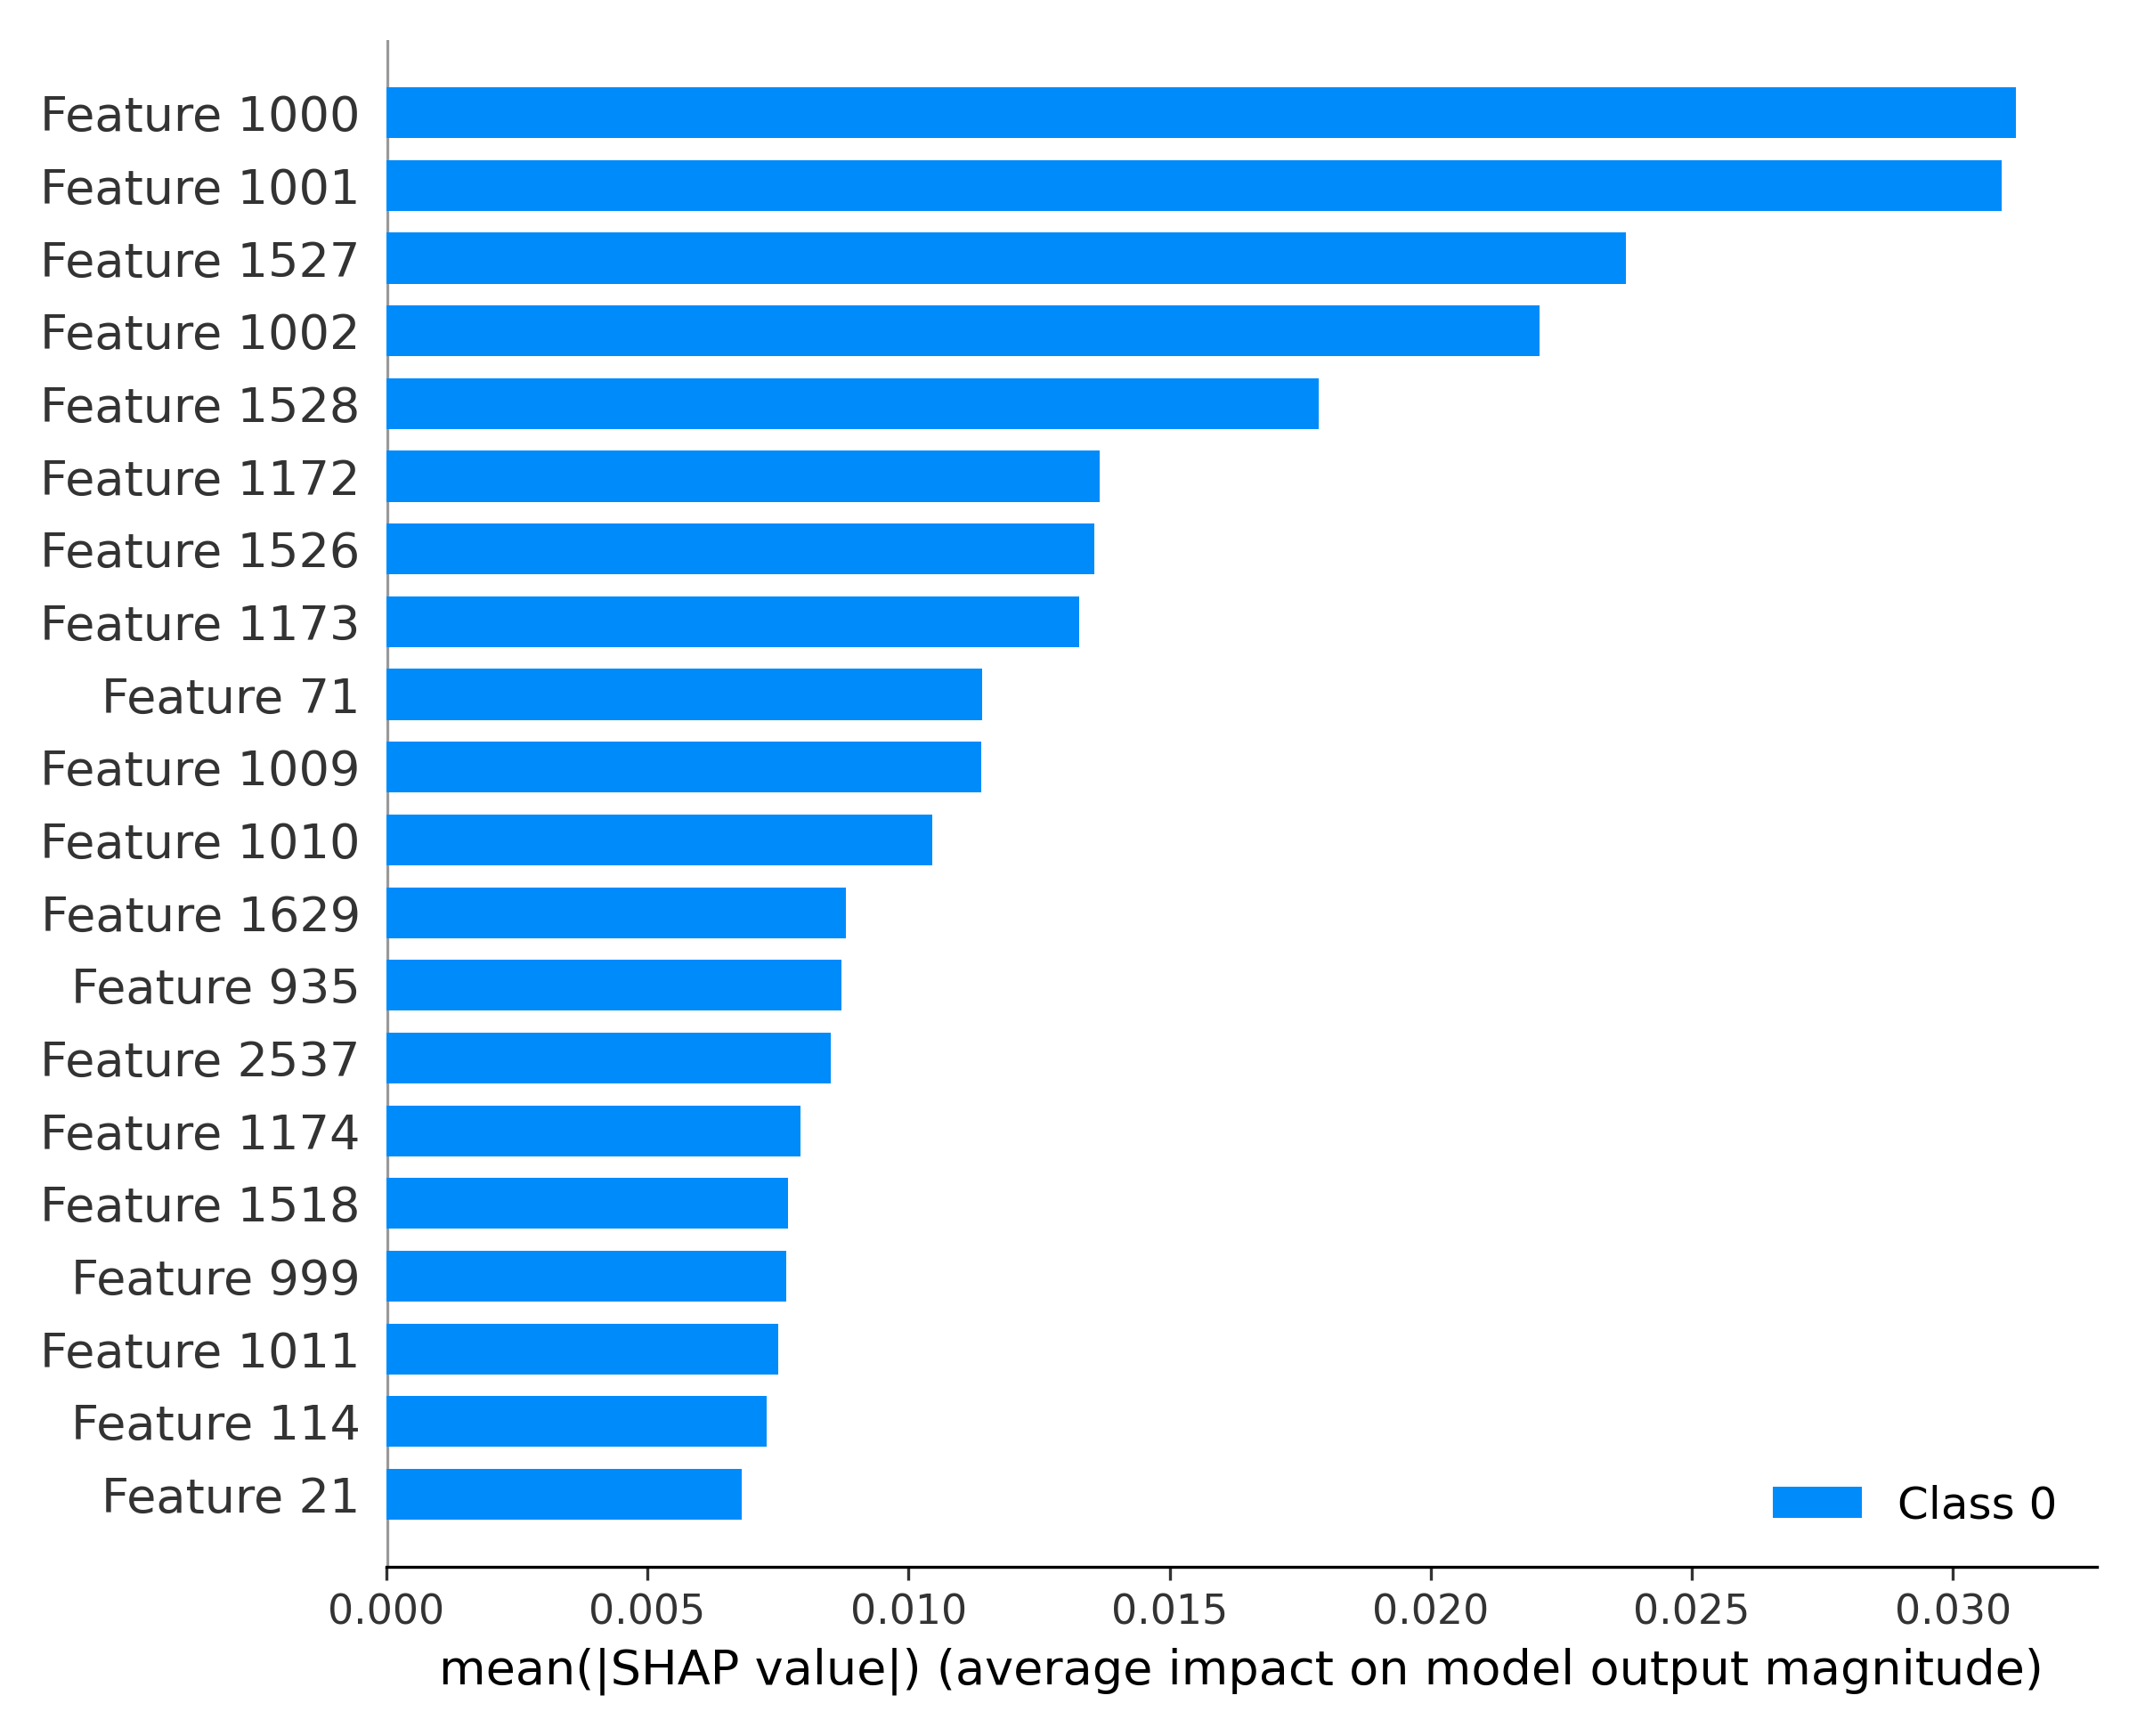 Feature 1000
Feature 1001
Feature 1527
Feature 1002
Feature 1528
Feature 1172
Feature 1526
Feature 1173
Feature 71
Feature 1009
Feature 1010
Feature 1629
Feature 935
Feature 2537
Feature 1174
Feature 1518
Feature 999
Feature 1011
Feature 114
Feature 21
Class 0
0.000 0.005 0.010 0.015 0.020 0.025 0.030
mean(|SHAP value|) (average impact on model output magnitude)